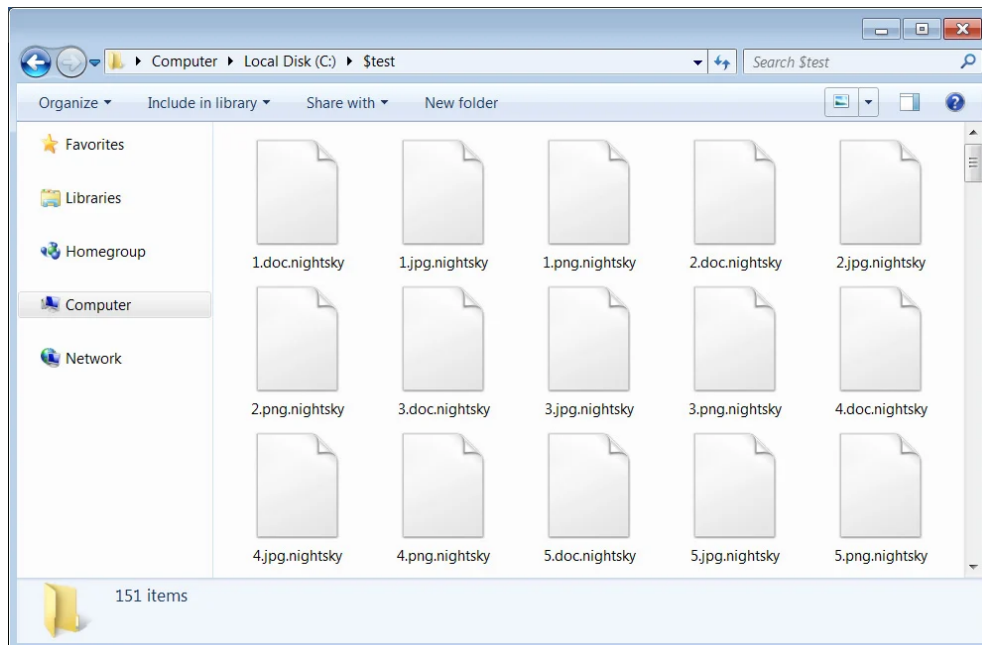 Computer Local Disk (C:) $test Search $test
Organize Include in library Share with New folder
Favorites
Libraries
Homegroup
Computer
Network
1.doc.nightsky 1.jpg.nightsky 1.png.nightsky 2.doc.nightsky 2.jpg.nightsky
2.png.nightsky 3.doc.nightsky 3.jpg.nightsky 3.png.nightsky 4.doc.nightsky
4.jpg.nightsky 4.png.nightsky 5.doc.nightsky 5.jpg.nightsky 5.png.nightsky
151 items